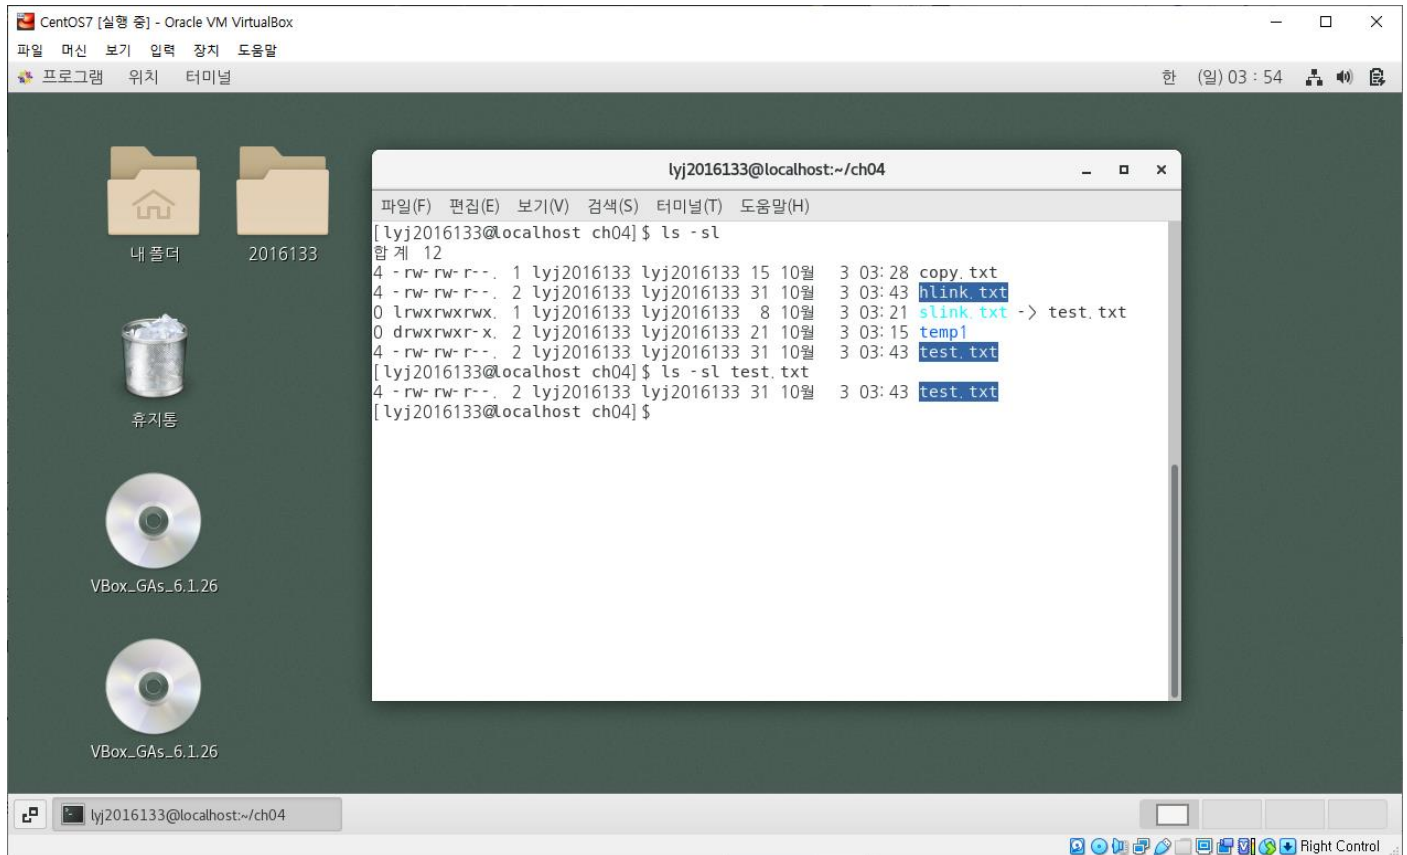 CentOS7 [실행 중] - Oracle VM VirtualBox
파일 머신 보기 입력 장치 도움말
프로그램 위치 터미널 한 (일) 03 : 54
lyj2016133@localhost:~/ch04
파일(F) 편집(E) 보기(V) 검색(S) 터미널(T) 도움말(H)
[lyj2016133@localhost ch04]$ ls -sl
합계 12
4 -rw-rw-r--. 1 lyj2016133 lyj2016133 15 10월 3 03:28 copy.txt
4 -rw-rw-r--. 2 lyj2016133 lyj2016133 31 10월 3 03:43 hlink.txt
0 lrwxrwxrwx. 1 lyj2016133 lyj2016133 8 10월 3 03:21 slink.txt -> test.txt
0 drwxrwxr-x. 2 lyj2016133 lyj2016133 21 10월 3 03:15 temp1
4 -rw-rw-r--. 2 lyj2016133 lyj2016133 31 10월 3 03:43 test.txt
[lyj2016133@localhost ch04]$ ls -sl test.txt
4 -rw-rw-r--. 2 lyj2016133 lyj2016133 31 10월 3 03:43 test.txt
[lyj2016133@localhost ch04]$
내 폴더
2016133
휴지통
VBox_GAs_6.1.26
VBox_GAs_6.1.26
lyj2016133@localhost:~/ch04
Right Control